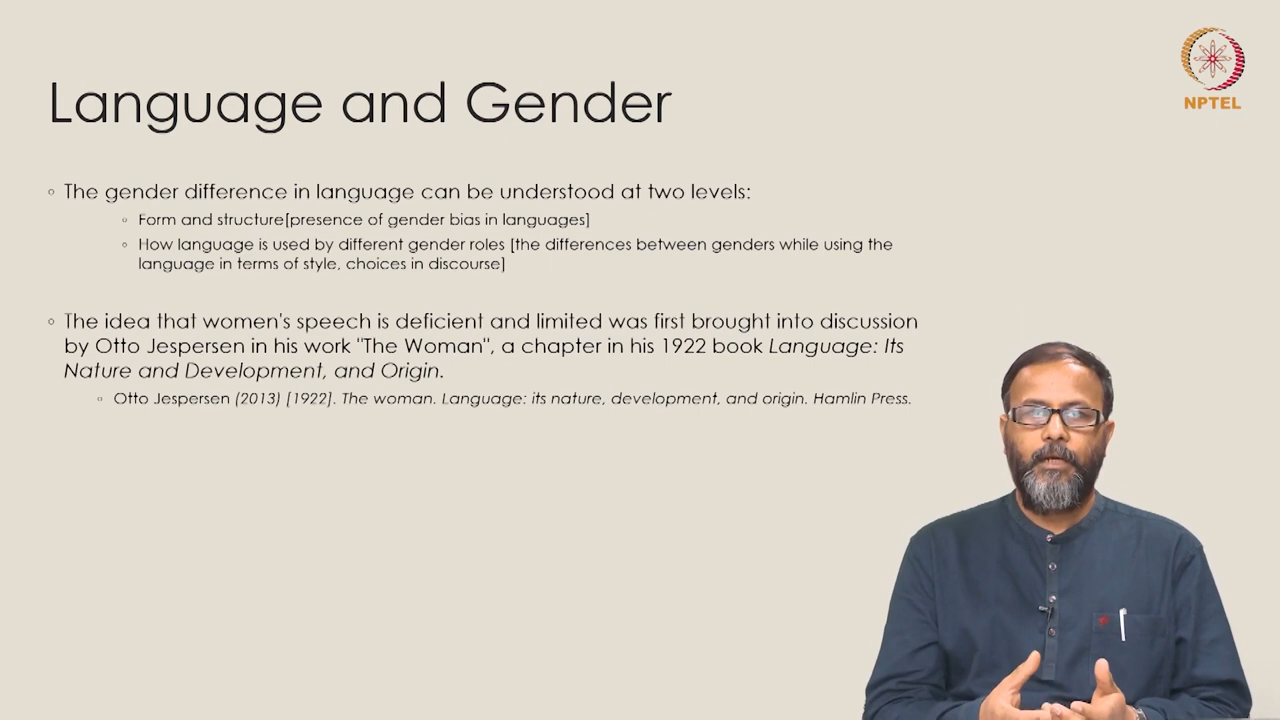 Language and Gender
NPTEL
◦ The gender difference in language can be understood at two levels:
◦ Form and structure[presence of gender bias in languages]
◦ How language is used by different gender roles [the differences between genders while using the
language in terms of style, choices in discourse]
◦ The idea that women's speech is deficient and limited was first brought into discussion
by Otto Jespersen in his work "The Woman", a chapter in his 1922 book Language: Its
Nature and Development, and Origin.
◦ Otto Jespersen (2013) [1922]. The woman. Language: its nature, development, and origin. Hamlin Press.